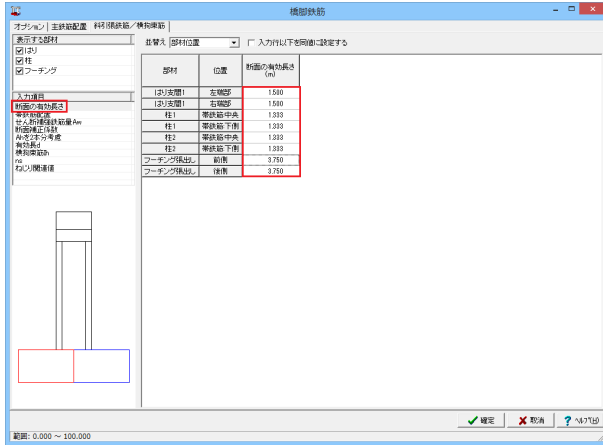 橋脚鉄筋
オプション 主鉄筋配置 斜引張鉄筋／横拘束筋
表示する部材
はり
柱
フーチング
並替え 部材位置 入力行以下を同値に設定する
入力項目
断面の有効長さ
帯鉄筋配置
せん断補強鉄筋量Aw
断面補正係数
Ahを2本分考慮
有効長d
横拘束筋h
ns
ねじり関連値
部材 位置 断面の有効長さ
(m)
はり支間1 左端部 1.500
はり支間1 右端部 1.500
柱1 帯鉄筋中央 1.333
柱1 帯鉄筋下側 1.333
柱2 帯鉄筋中央 1.333
柱2 帯鉄筋下側 1.333
フーチング張出し 前側 3.750
フーチング張出し 後側 3.750
確定 取消 ? ヘルプ(H)
範囲: 0.000 ～ 100.000